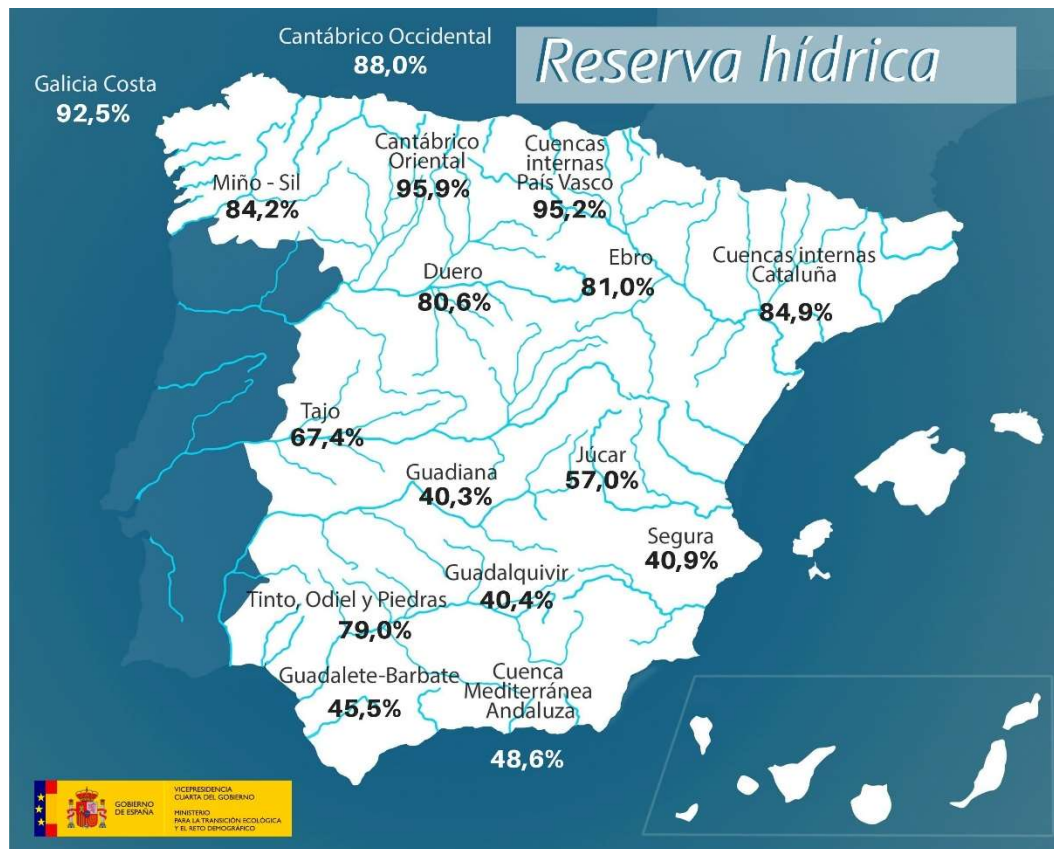 Reserva hídrica
Cantábrico Occidental
88,0%
Galicia Costa
92,5%
Cantábrico
Oriental
95,9%
Cuencas
internas
País Vasco
95,2%
Miño - Sil
84,2%
Duero
80,6%
Ebro
81,0%
Cuencas internas
Cataluña
84,9%
Tajo
67,4%
Guadiana
40,3%
Júcar
57,0%
Segura
40,9%
Guadalquivir
40,4%
Tinto, Odiel y Piedras
79,0%
Guadalete-Barbate
45,5%
Cuenca
Mediterránea
Andaluza
48,6%
GOBIERNO
DE ESPAÑA
VICEPRESIDENCIA
CUARTA DEL GOBIERNO
MINISTERIO
PARA LA TRANSICIÓN ECOLÓGICA
Y EL RETO DEMOGRÁFICO